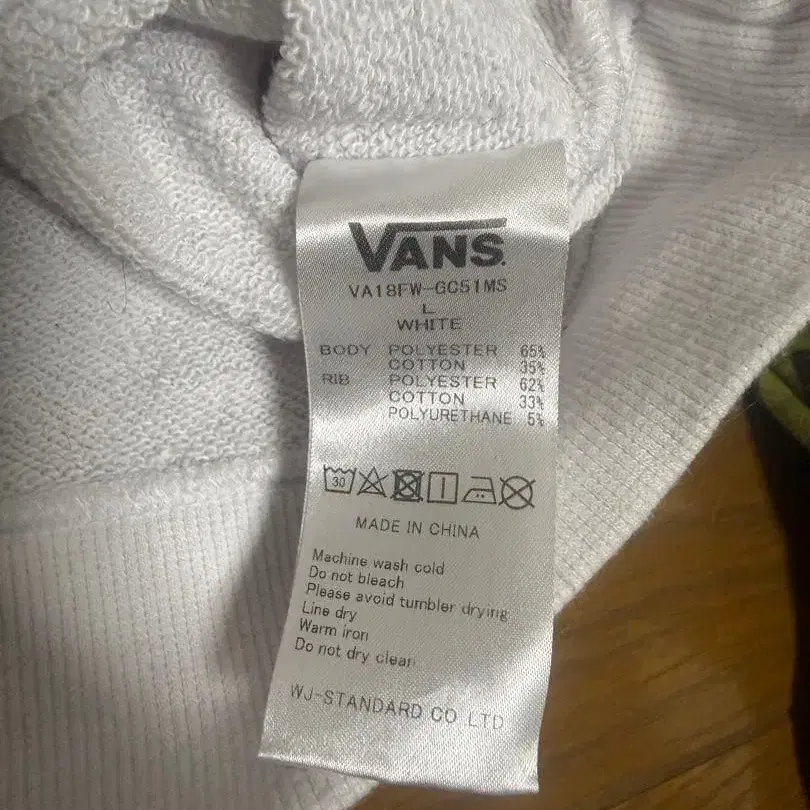 VANS
VA18FW-GC51MS
L
WHITE
BODY POLYESTER 65%
COTTON 35%
RIB POLYESTER 62%
COTTON 33%
POLYURETHANE 5%
30
MADE IN CHINA
Machine wash cold
Do not bleach
Please avoid tumbler drying
Line dry
Warm iron
Do not dry clean
WJ-STANDARD CO LTD